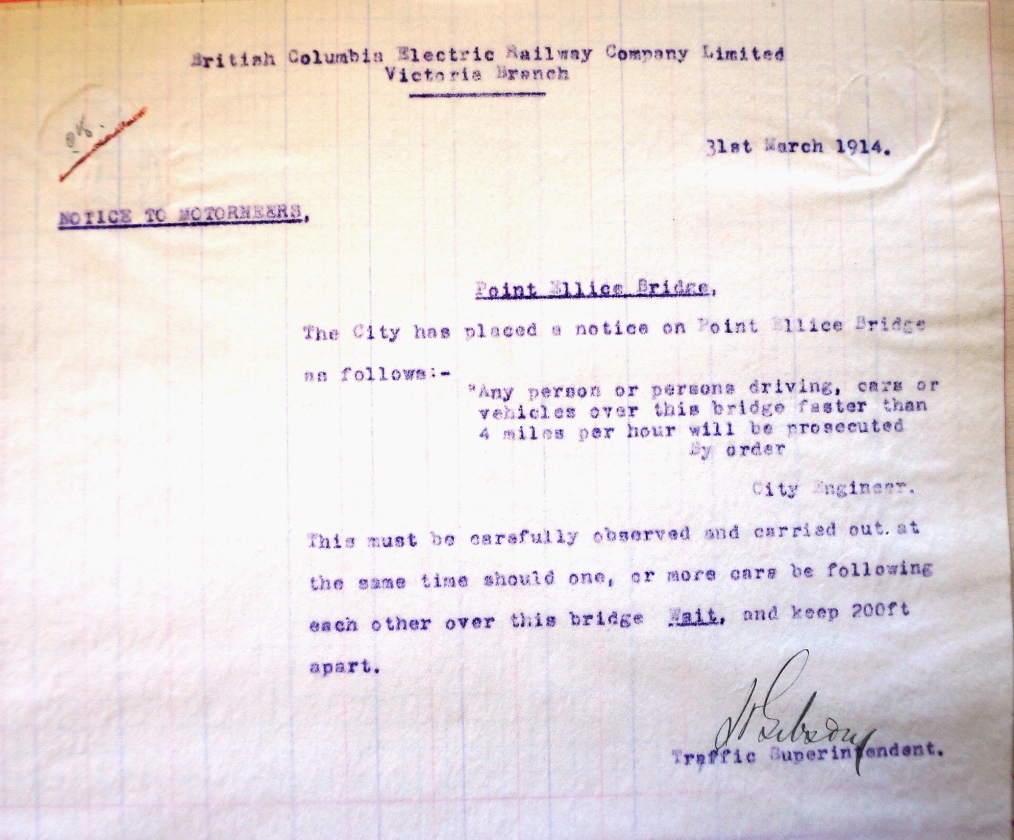 British Columbia Electric Railway Company Limited
Victoria Branch
31st March 1914.
OK.
NOTICE TO MOTORNEERS,
Point Ellice Bridge,
The City has placed a notice on Point Ellice Bridge
as follows:-
"Any person or persons driving, cars or
vehicles over this bridge faster than
4 miles per hour will be prosecuted
By order
City Engineer.
This must be carefully observed and carried out. at
the same time should one, or more cars be following
each other over this bridge Wait, and keep 200ft
apart.
Gibson
Traffic Superintendent.